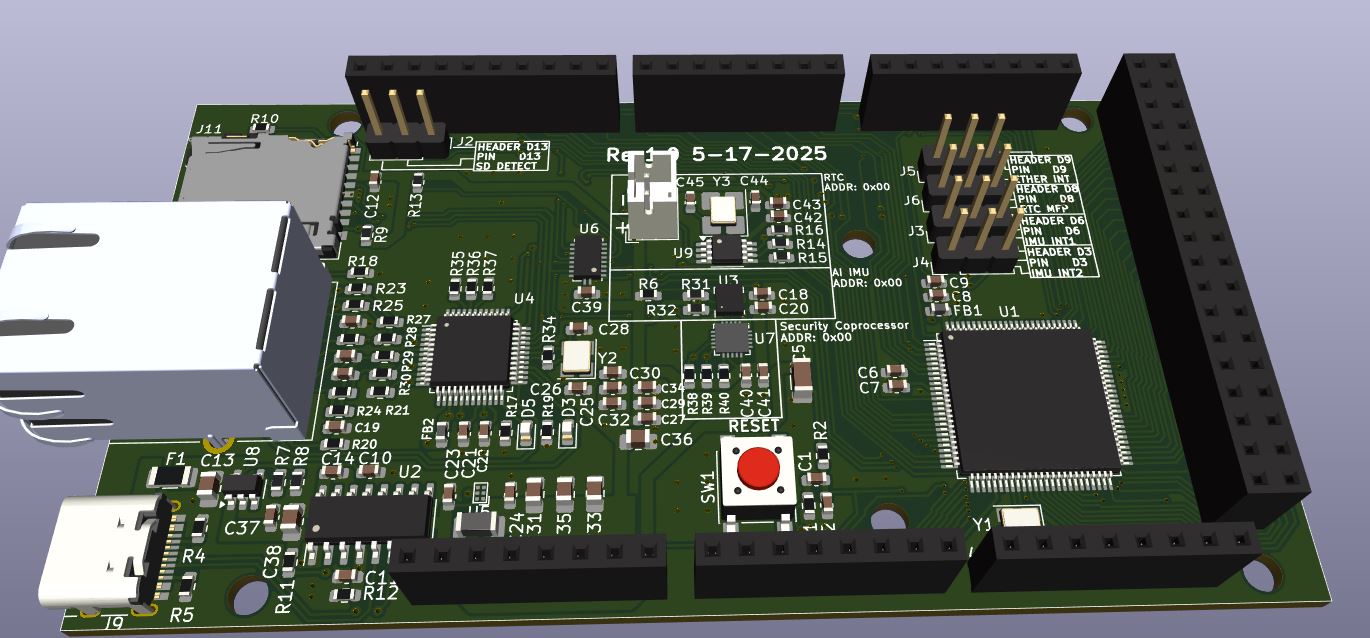 J11
R10
J2
HEADER D13
PIN D13
SD DETECT
5-17-2025
J5
HEADER D9
PIN D9
ETHER INT
J6
HEADER D8
PIN D8
RTC MFP
J3
HEADER D6
PIN D6
IMU INT1
J4
HEADER D3
PIN D3
IMU INT2
C12
R13
R9
C45 Y3 C44
RTC
ADDR: 0x00
C43
C42
R16
R14
R15
U9
+
U6
C39
AI IMU
ADDR: 0x00
R6
R31
R32
U3
C18
C20
Security Coprocessor
ADDR: 0x00
U7
R38
R39
R40
C40
C41
C9
C8
FB1
U1
C6
C7
R18
R23
R25
R27
R28
R29
R30
R24 R21
C19
R20
R35
R36
R37
U4
R34
C28
Y2
C26
C25
C30
C32
C34
C29
C27
C36
FB2
C23
C21
C22
R17
D5
R19
D3
RESET
SW1
R2
C1
F1
C13
U8
R7
R8
C14 C10
U2
C37
C38
R4
R5
R11
R12
J9
Y1